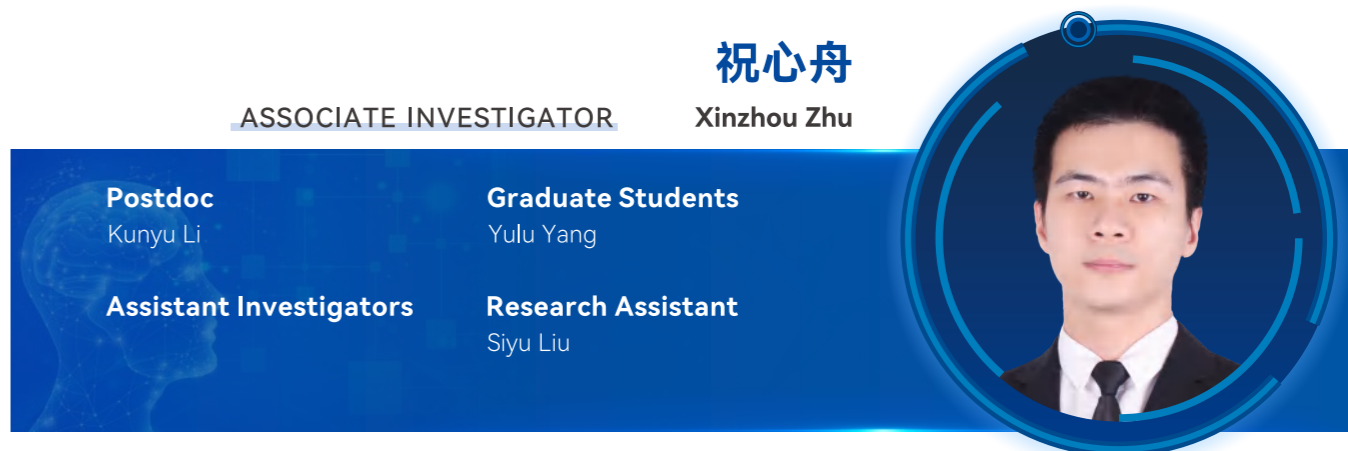 祝心舟
ASSOCIATE INVESTIGATOR Xinzhou Zhu
Postdoc
Kunyu Li
Graduate Students
Yulu Yang
Assistant Investigators
Research Assistant
Siyu Liu